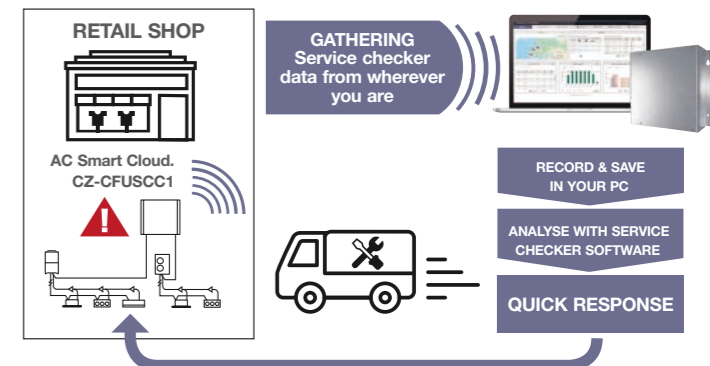 RETAIL SHOP
AC Smart Cloud.
CZ-CFUSCC1
GATHERING
Service checker
data from wherever
you are
RECORD & SAVE
IN YOUR PC
ANALYSE WITH SERVICE
CHECKER SOFTWARE
QUICK RESPONSE